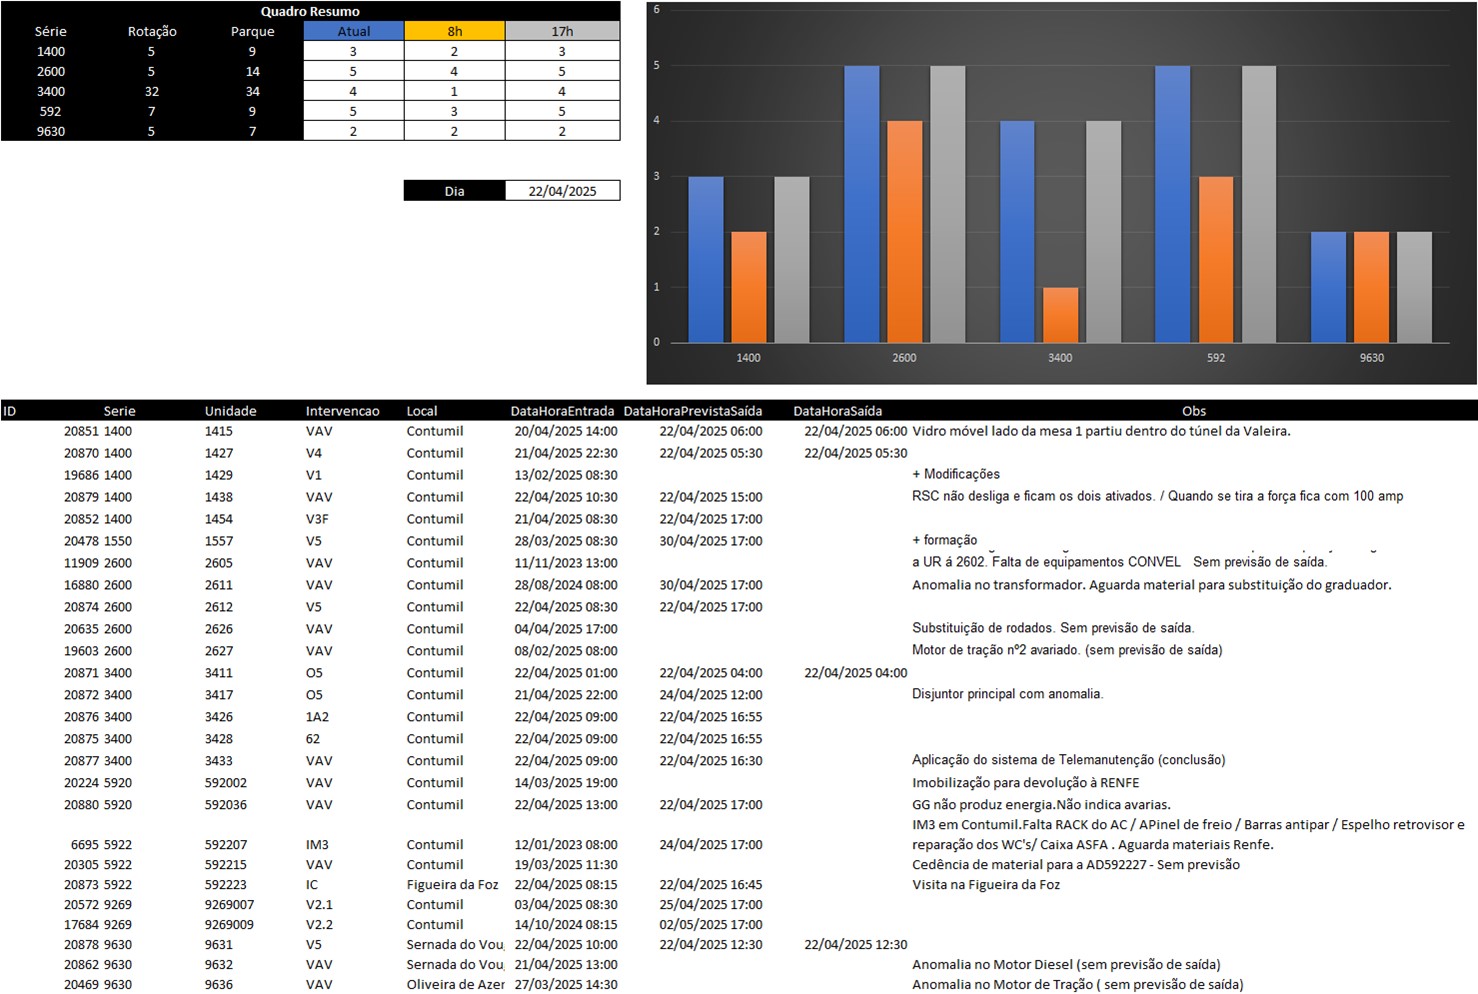 Quadro Resumo
Série Rotação Parque Atual 8h 17h
1400 5 9 3 2 3
2600 5 14 5 4 5
3400 32 34 4 1 4
592 7 9 5 3 5
9630 5 7 2 2 2
Dia 22/04/2025
6
5
4
3
2
1
0
1400 2600 3400 592 9630
ID Serie Unidade Intervencao Local DataHoraEntrada DataHoraPrevistaSaída DataHoraSaída Obs
20851 1400 1415 VAV Contumil 20/04/2025 14:00 22/04/2025 06:00 22/04/2025 06:00 Vidro móvel lado da mesa 1 partiu dentro do túnel da Valeira.
20870 1400 1427 V4 Contumil 21/04/2025 22:30 22/04/2025 05:30 22/04/2025 05:30
19686 1400 1429 V1 Contumil 13/02/2025 08:30 + Modificações
20879 1400 1438 VAV Contumil 22/04/2025 10:30 22/04/2025 15:00 RSC não desliga e ficam os dois ativados. / Quando se tira a força fica com 100 amp
20852 1400 1454 V3F Contumil 21/04/2025 08:30 22/04/2025 17:00
20478 1550 1557 V5 Contumil 28/03/2025 08:30 30/04/2025 17:00 + formação
11909 2600 2605 VAV Contumil 11/11/2023 13:00 a UR á 2602. Falta de equipamentos CONVEL Sem previsão de saída.
16880 2600 2611 VAV Contumil 28/08/2024 08:00 30/04/2025 17:00 Anomalia no transformador. Aguarda material para substituição do graduador.
20874 2600 2612 V5 Contumil 22/04/2025 08:30 22/04/2025 17:00
20635 2600 2626 VAV Contumil 04/04/2025 17:00 Substituição de rodados. Sem previsão de saída.
19603 2600 2627 VAV Contumil 08/02/2025 08:00 Motor de tração nº2 avariado. (sem previsão de saída)
20871 3400 3411 O5 Contumil 22/04/2025 01:00 22/04/2025 04:00 22/04/2025 04:00
20872 3400 3417 O5 Contumil 21/04/2025 22:00 24/04/2025 12:00 Disjuntor principal com anomalia.
20876 3400 3426 1A2 Contumil 22/04/2025 09:00 22/04/2025 16:55
20875 3400 3428 62 Contumil 22/04/2025 09:00 22/04/2025 16:55
20877 3400 3433 VAV Contumil 22/04/2025 09:00 22/04/2025 16:30 Aplicação do sistema de Telemanutenção (conclusão)
20224 5920 592002 VAV Contumil 14/03/2025 19:00 Imobilização para devolução à RENFE
20880 5920 592036 VAV Contumil 22/04/2025 13:00 22/04/2025 17:00 GG não produz energia.Não indica avarias.
IM3 em Contumil.Falta RACK do AC / APinel de freio / Barras antipar / Espelho retrovisor e
6695 5922 592207 IM3 Contumil 12/01/2023 08:00 24/04/2025 17:00 reparação dos WC's/ Caixa ASFA . Aguarda materiais Renfe.
20305 5922 592215 VAV Contumil 19/03/2025 11:30 Cedência de material para a AD592227 - Sem previsão
20873 5922 592223 IC Figueira da Foz 22/04/2025 08:15 22/04/2025 16:45 Visita na Figueira da Foz
20572 9269 9269007 V2.1 Contumil 03/04/2025 08:30 25/04/2025 17:00
17684 9269 9269009 V2.2 Contumil 14/10/2024 08:15 02/05/2025 17:00
20878 9630 9631 V5 Sernada do Vou 22/04/2025 10:00 22/04/2025 12:30 22/04/2025 12:30
20862 9630 9632 VAV Sernada do Vou 21/04/2025 13:00 Anomalia no Motor Diesel (sem previsão de saída)
20469 9630 9636 VAV Oliveira de Azer 27/03/2025 14:30 Anomalia no Motor de Tração ( sem previsão de saída)